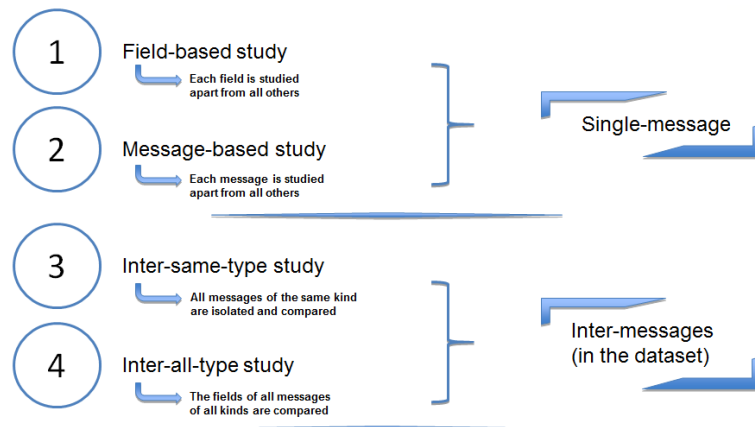 1
Field-based study
Each field is studied
apart from all others
2
Message-based study
Each message is studied
apart from all others
Single-message
3
Inter-same-type study
All messages of the same kind
are isolated and compared
4
Inter-all-type study
The fields of all messages
of all kinds are compared
Inter-messages
(in the dataset)